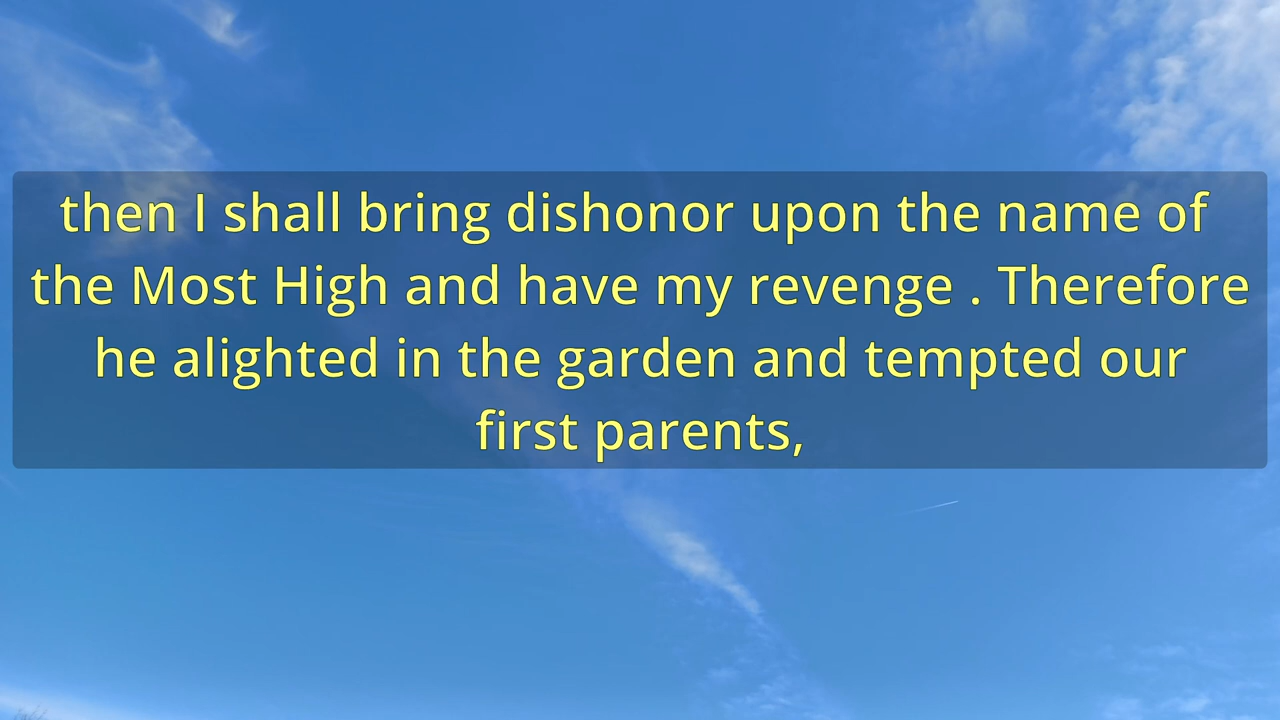 then I shall bring dishonor upon the name of
the Most High and have my revenge . Therefore
he alighted in the garden and tempted our
first parents,